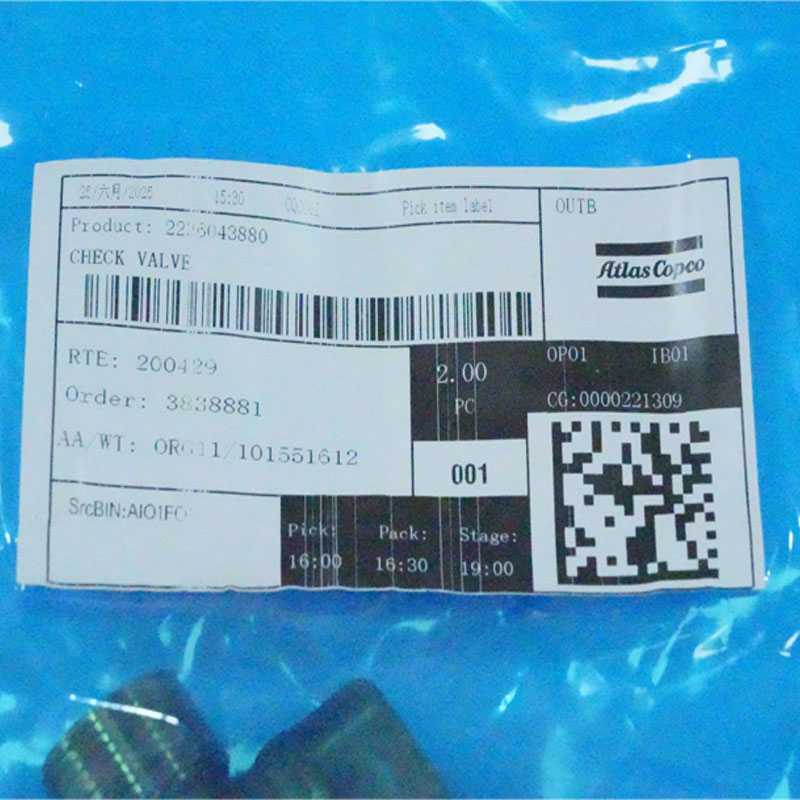 25/六月/2025 15:30 Pick item label
OUTB
Product: 2236043880
CHECK VALVE
Atlas Copco
RTE: 200429
2.00
PC
OP01 IB01
CG:0000221309
Order: 3838881
AA/WT: ORG11/101551612
001
SrcBIN:AIO1FO
Pick: Pack: Stage:
16:00 16:30 19:00